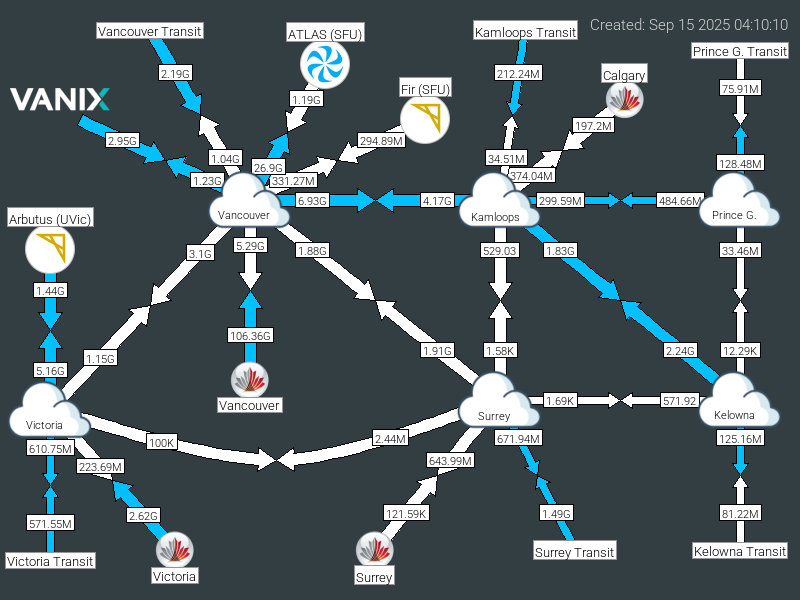 Created: Sep 15 2025 04:10:10
Vancouver Transit
ATLAS (SFU)
Kamloops Transit
Prince G. Transit
2.19G
212.24M
Calgary
75.91M
VANIX
1.19G
Fir (SFU)
197.2M
2.95G
294.89M
1.04G
34.51M
128.48M
26.9G
1.23G
331.27M
374.04M
6.93G
4.17G
299.59M
484.66M
Vancouver
Kamloops
Prince G.
Arbutus (UVic)
3.1G
5.29G
1.88G
529.03
1.83G
33.46M
1.44G
106.36G
1.15G
1.91G
1.58K
2.24G
12.29K
5.16G
Vancouver
1.69K
571.92
Victoria
Surrey
Kelowna
100K
2.44M
671.94M
125.16M
610.75M
223.69M
643.99M
571.55M
2.62G
121.59K
1.49G
81.22M
Victoria Transit
Victoria
Surrey
Surrey Transit
Kelowna Transit